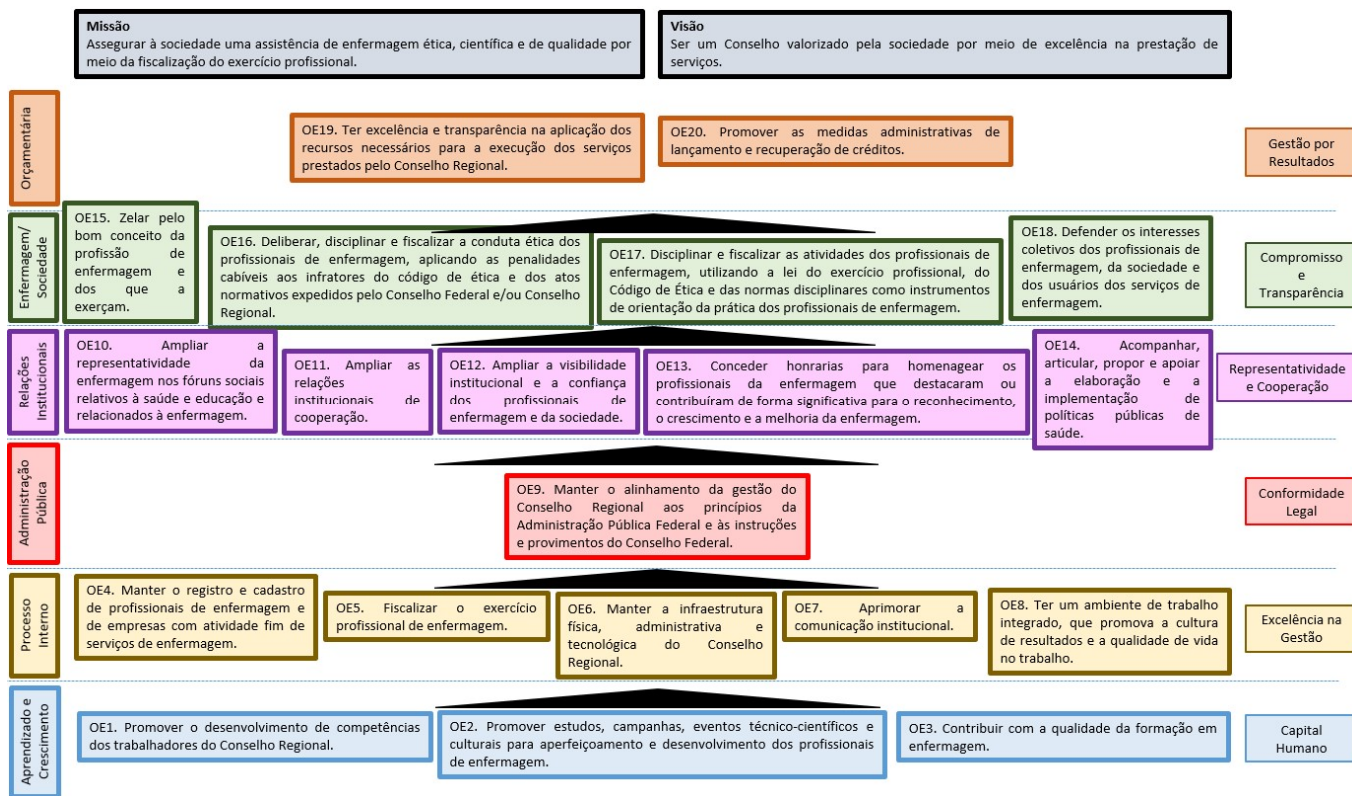 Missão
Assegurar à sociedade uma assistência de enfermagem ética, científica e de qualidade por
meio da fiscalização do exercício profissional.
Visão
Ser um Conselho valorizado pela sociedade por meio de excelência na prestação de
serviços.
Orçamentária
OE19. Ter excelência e transparência na aplicação dos
recursos necessários para a execução dos serviços
prestados pelo Conselho Regional.
OE20. Promover as medidas administrativas de
lançamento e recuperação de créditos.
Gestão por
Resultados
Enfermagem/
Sociedade
OE15. Zelar pelo
bom conceito da
profissão de
enfermagem e
dos que a
exerçam.
OE16. Deliberar, disciplinar e fiscalizar a conduta ética dos
profissionais de enfermagem, aplicando as penalidades
cabíveis aos infratores do código de ética e dos atos
normativos expedidos pelo Conselho Federal e/ou Conselho
Regional.
OE17. Disciplinar e fiscalizar as atividades dos profissionais de
enfermagem, utilizando a lei do exercício profissional, do
Código de Ética e das normas disciplinares como instrumentos
de orientação da prática dos profissionais de enfermagem.
OE18. Defender os interesses
coletivos dos profissionais de
enfermagem, da sociedade e
dos usuários dos serviços de
enfermagem.
Compromisso
e
Transparência
Relações
Institucionais
OE10. Ampliar a
representatividade da
enfermagem nos fóruns sociais
relativos à saúde e educação e
relacionados à enfermagem.
OE11. Ampliar as
relações
institucionais de
cooperação.
OE12. Ampliar a visibilidade
institucional e a confiança
dos profissionais de
enfermagem e da sociedade.
OE13. Conceder honrarias para homenagear os
profissionais da enfermagem que destacaram ou
contribuíram de forma significativa para o reconhecimento,
o crescimento e a melhoria da enfermagem.
OE14. Acompanhar,
articular, propor e apoiar
a elaboração e a
implementação de
políticas públicas de
saúde.
Representatividade
e Cooperação
Administração
Pública
OE9. Manter o alinhamento da gestão do
Conselho Regional aos princípios da
Administração Pública Federal e às instruções
e provimentos do Conselho Federal.
Conformidade
Legal
Processo
Interno
OE4. Manter o registro e cadastro
de profissionais de enfermagem e
de empresas com atividade fim de
serviços de enfermagem.
OE5. Fiscalizar o exercício
profissional de enfermagem.
OE6. Manter a infraestrutura
física, administrativa e
tecnológica do Conselho
Regional.
OE7. Aprimorar a
comunicação institucional.
OE8. Ter um ambiente de trabalho
integrado, que promova a cultura
de resultados e a qualidade de vida
no trabalho.
Excelência na
Gestão
Aprendizado e
Crescimento
OE1. Promover o desenvolvimento de competências
dos trabalhadores do Conselho Regional.
OE2. Promover estudos, campanhas, eventos técnico-científicos e
culturais para aperfeiçoamento e desenvolvimento dos profissionais
de enfermagem.
OE3. Contribuir com a qualidade da formação em
enfermagem.
Capital
Humano